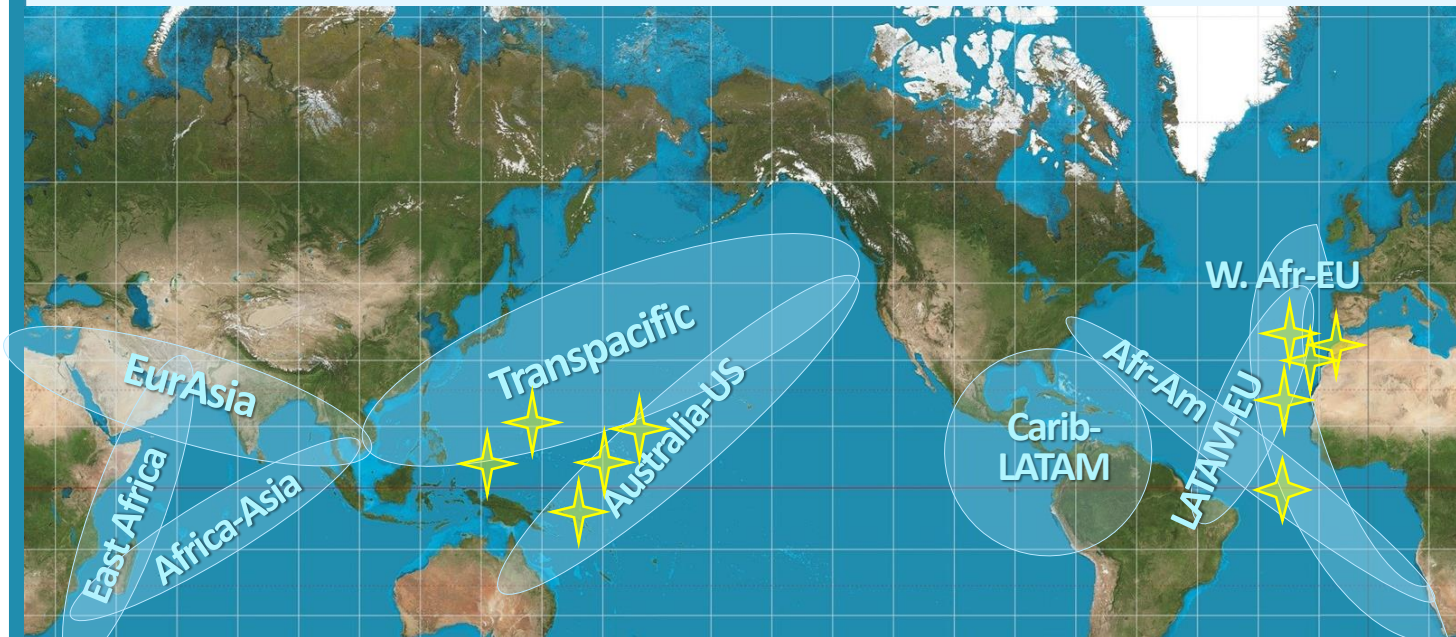 EurAsia
East Africa
Africa-Asia
Transpacific
Australia-US
Carib-
LATAM
Afr-Am
LATAM-EU
W. Afr-EU